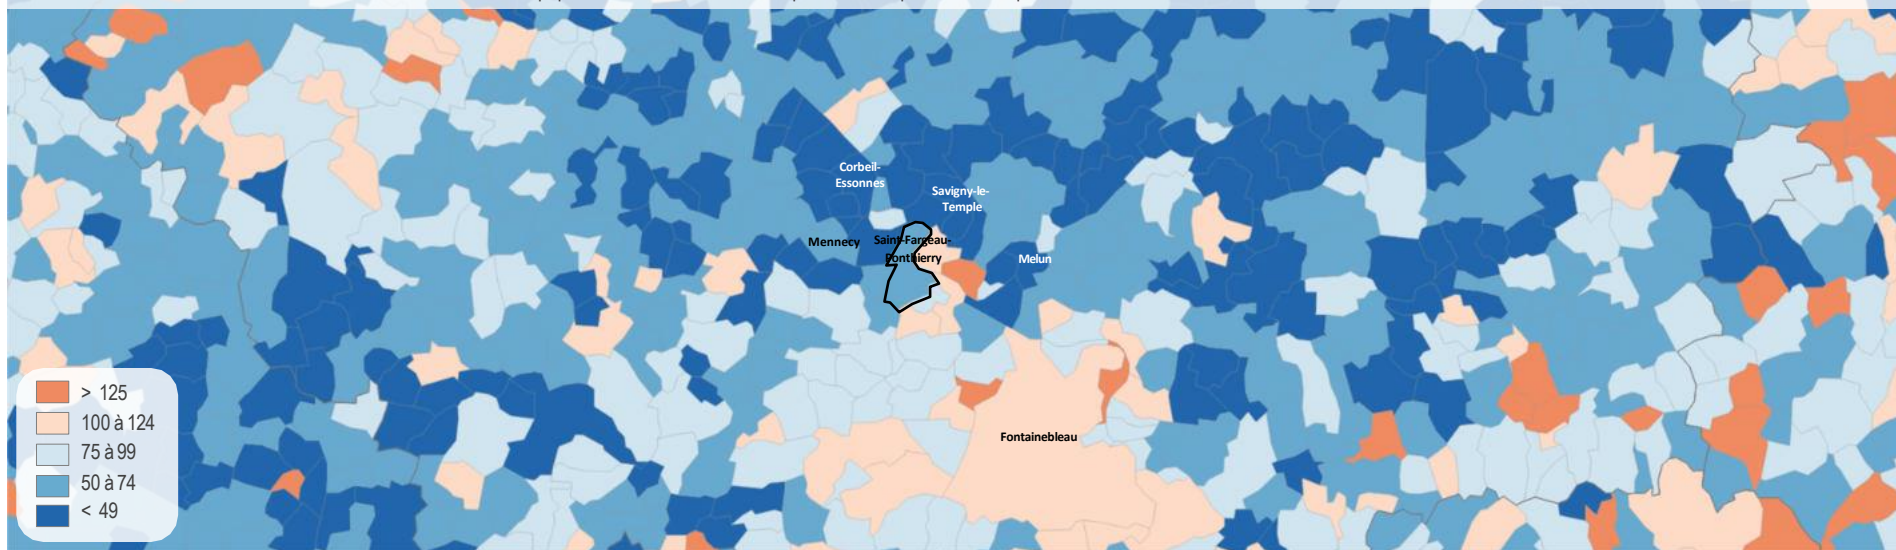 Corbeil-
Essonnes
Savigny-le-
Temple
Mennecy
Saint-Fargeau-
Ponthierry
Melun
Fontainebleau
> 125
100 à 124
75 à 99
50 à 74
< 49